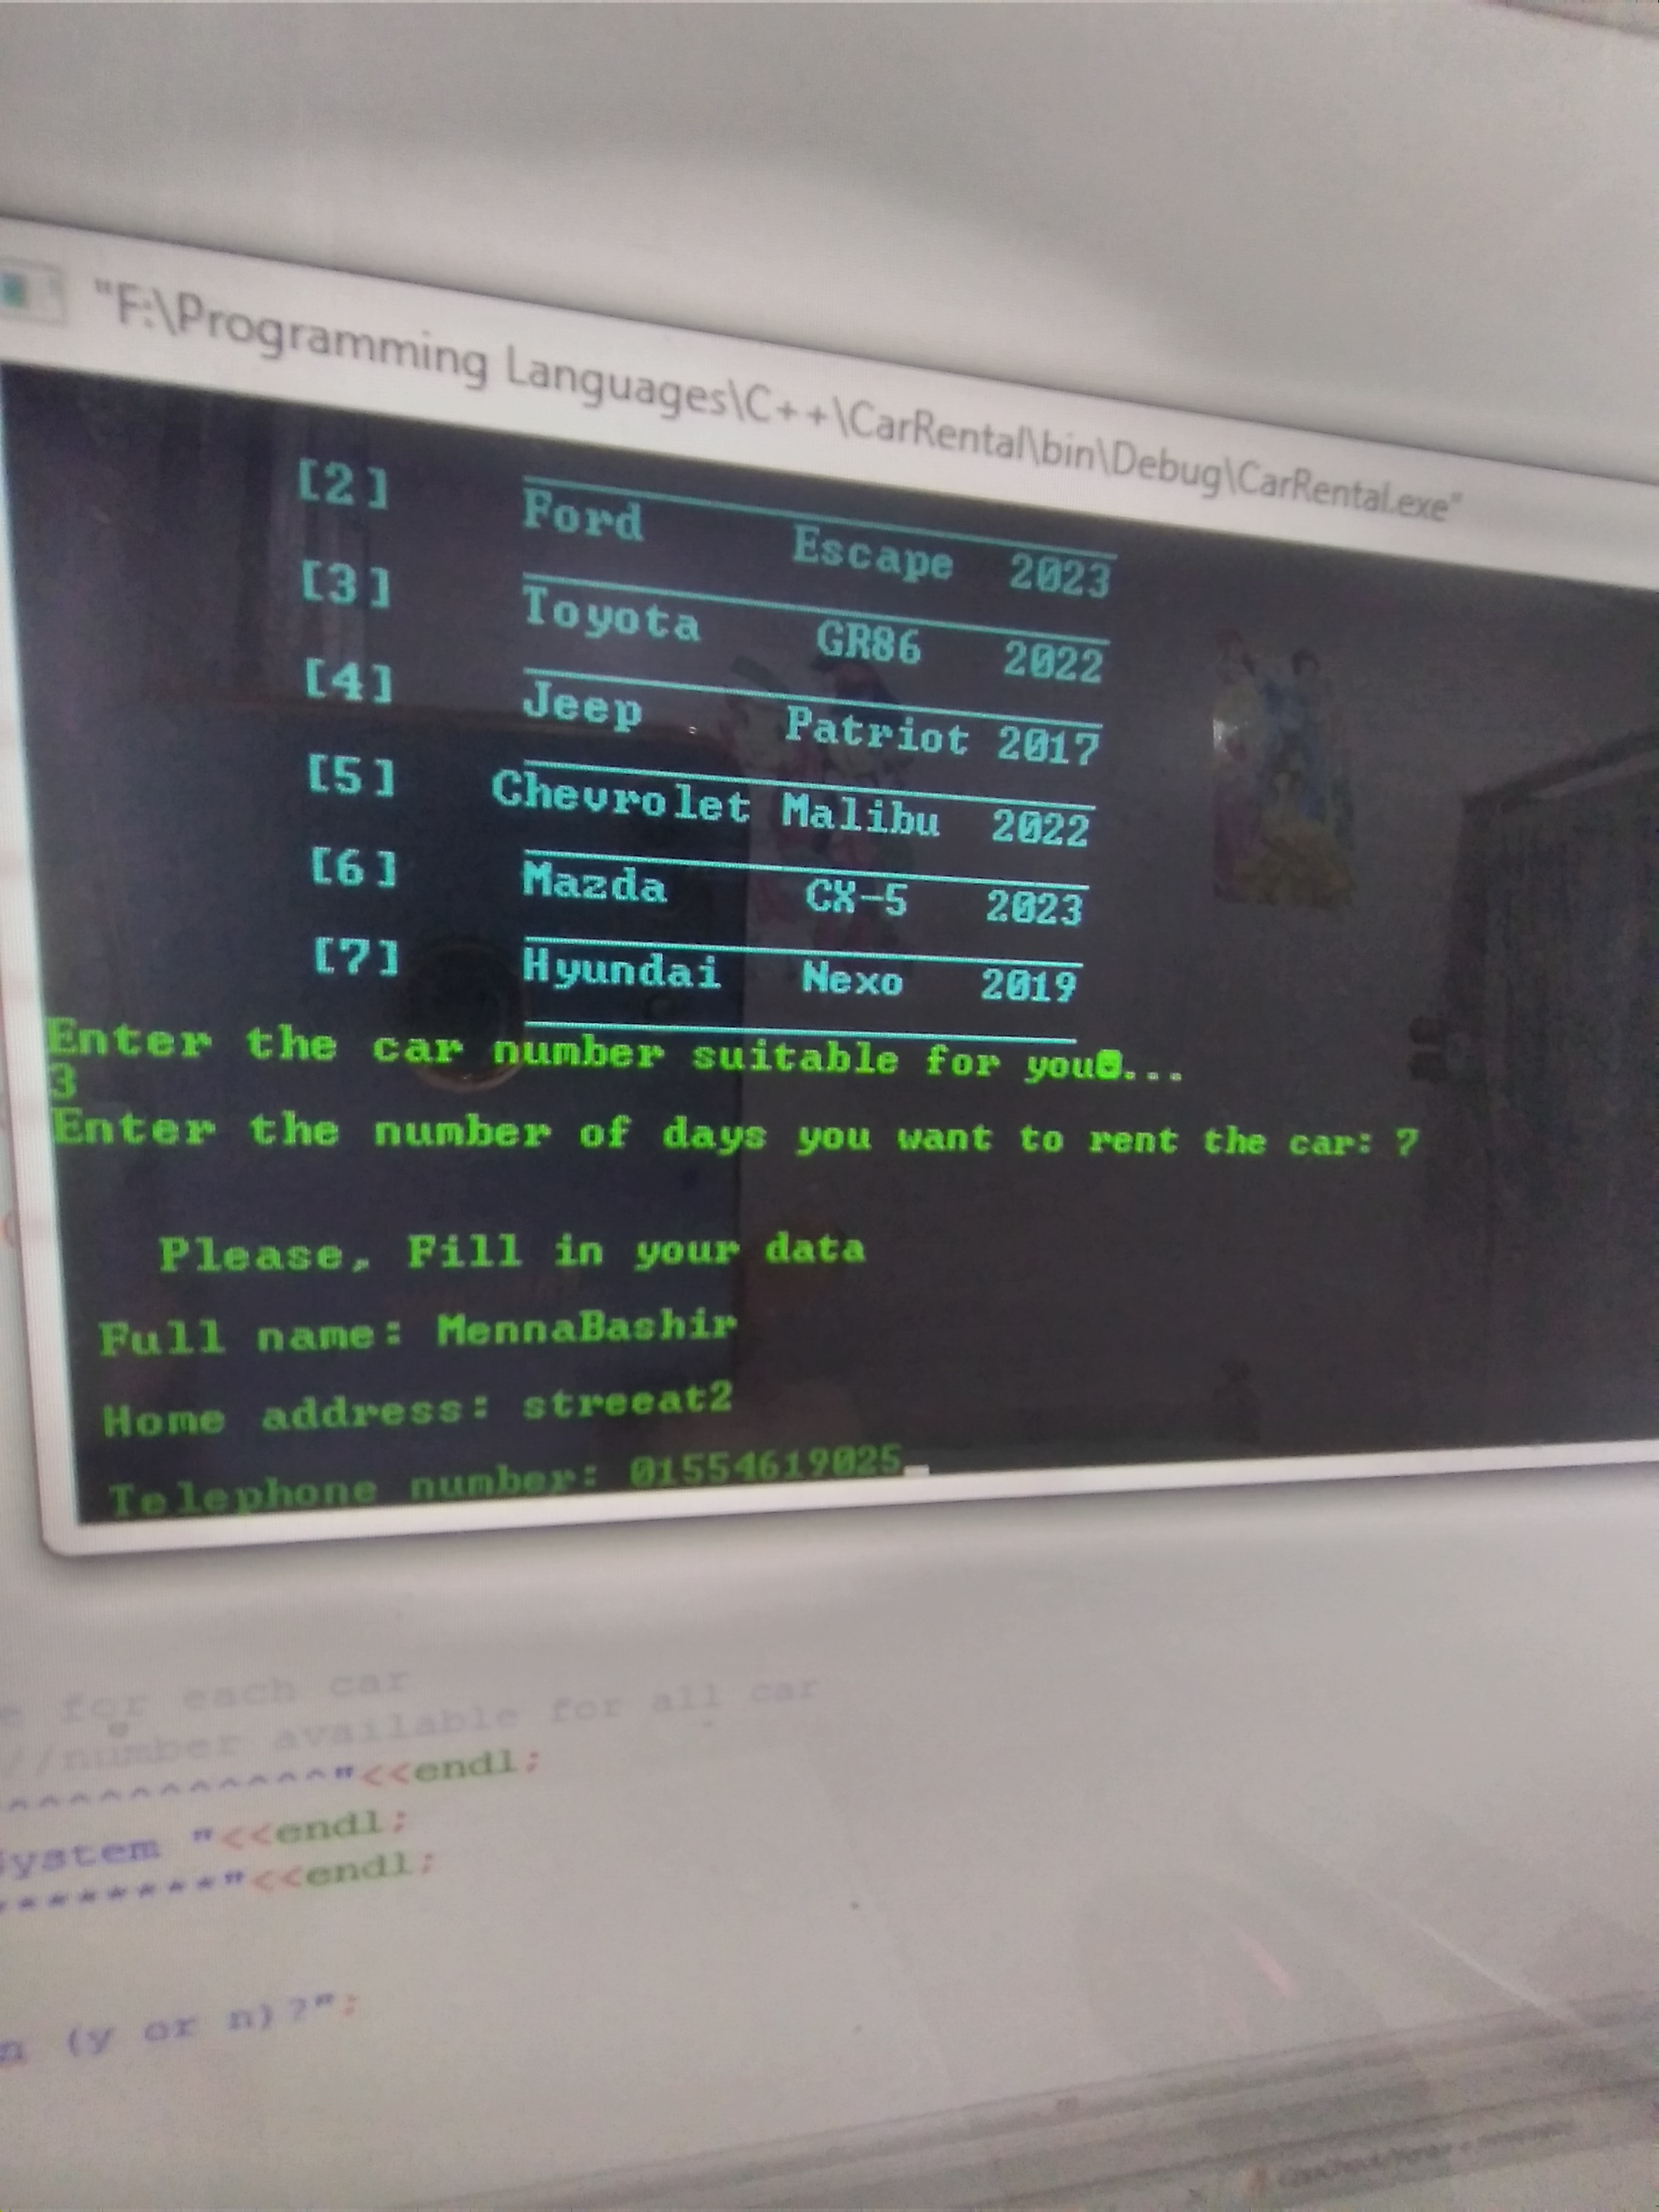 "F:\Programming Languages\C++\CarRental\bin\Debug\CarRental.exe"
[2] Ford Escape 2023
[3] Toyota GR86 2022
[4] Jeep Patriot 2017
[5] Chevrolet Malibu 2022
[6] Mazda CX-5 2023
[7] Hyundai Nexo 2019
Enter the car number suitable for you☻...
3
Enter the number of days you want to rent the car: 7
Please, Fill in your data
Full name: MennaBashir
Home address: streeat2
Telephone number: 01554619025
e for each car
//number available for all car
^^^^^^^^^^^^"<<endl;
System "<<endl;
********"<<endl;
n (y or n)?";